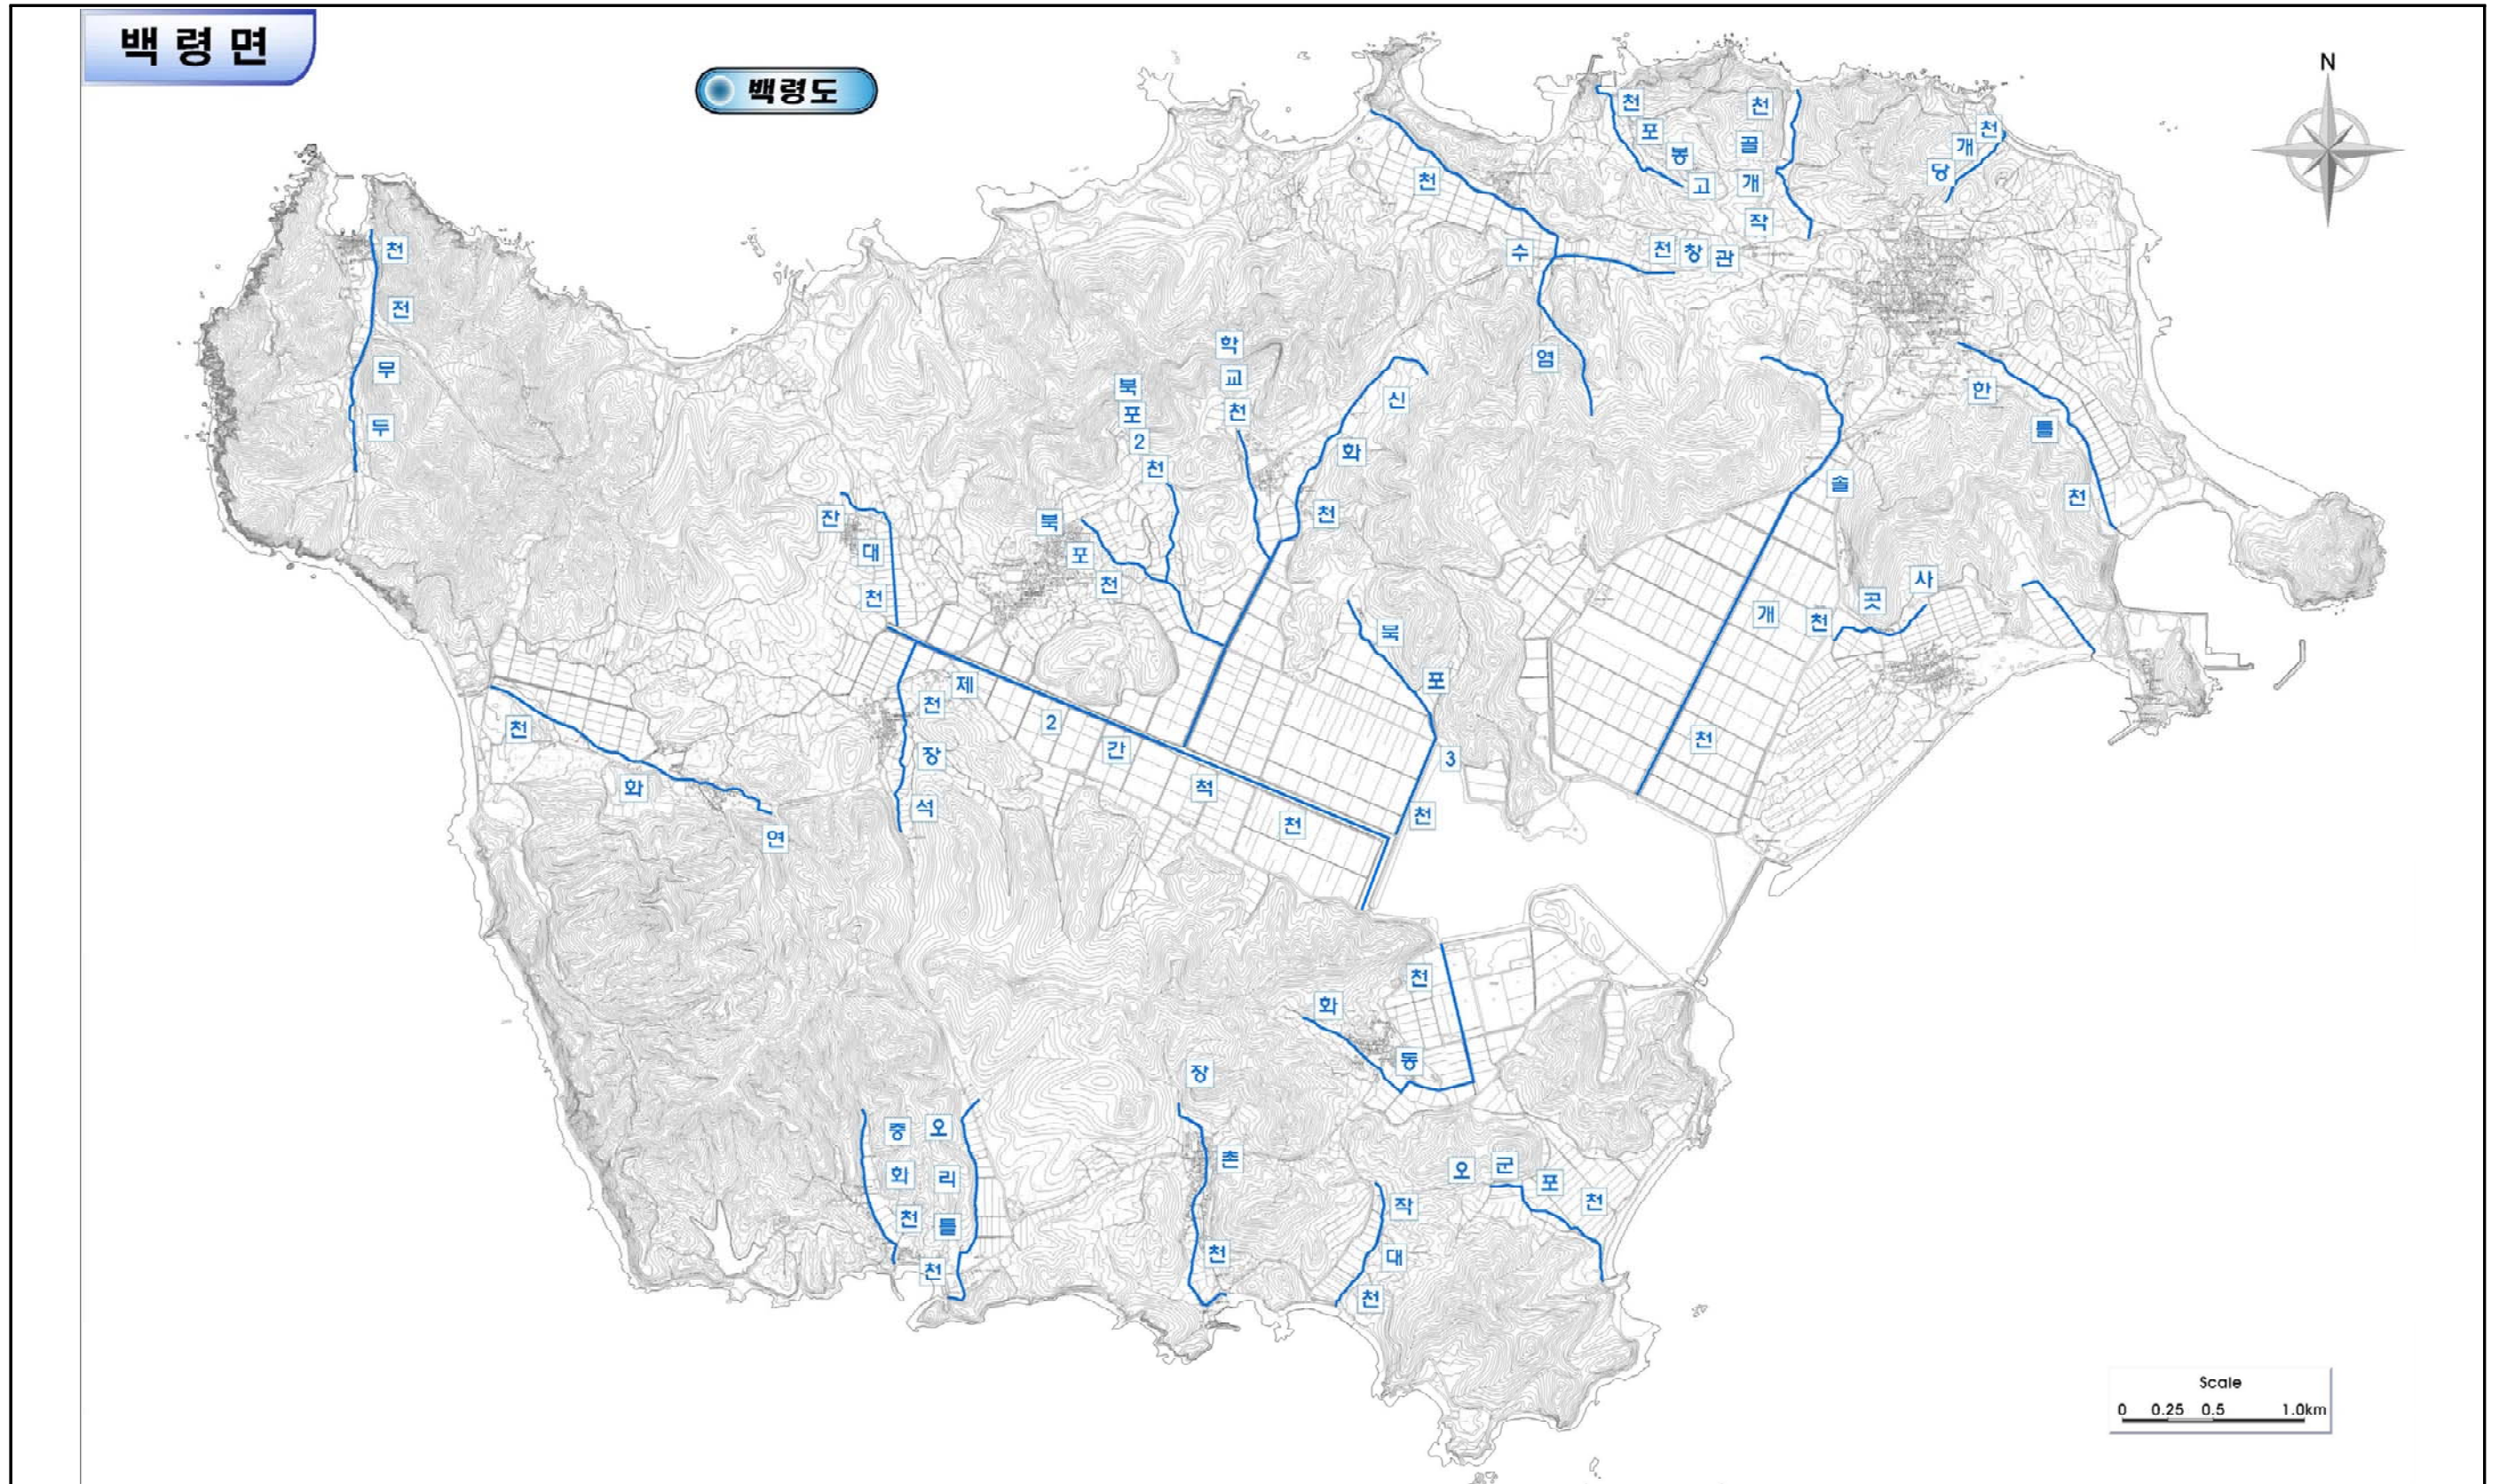 백령면
백령도
N
고봉포천
작개골천
당개천
염수천
관창천
두무전천
학교천
북포2천
신화천
한틀천
솔개천
사곶천
잔대천
북포천
북포3천
제2간척천
석장천
연화천
화동천
장촌천
중화천
오리틀천
작대천
오군포천
Scale
0 0.25 0.5 1.0km